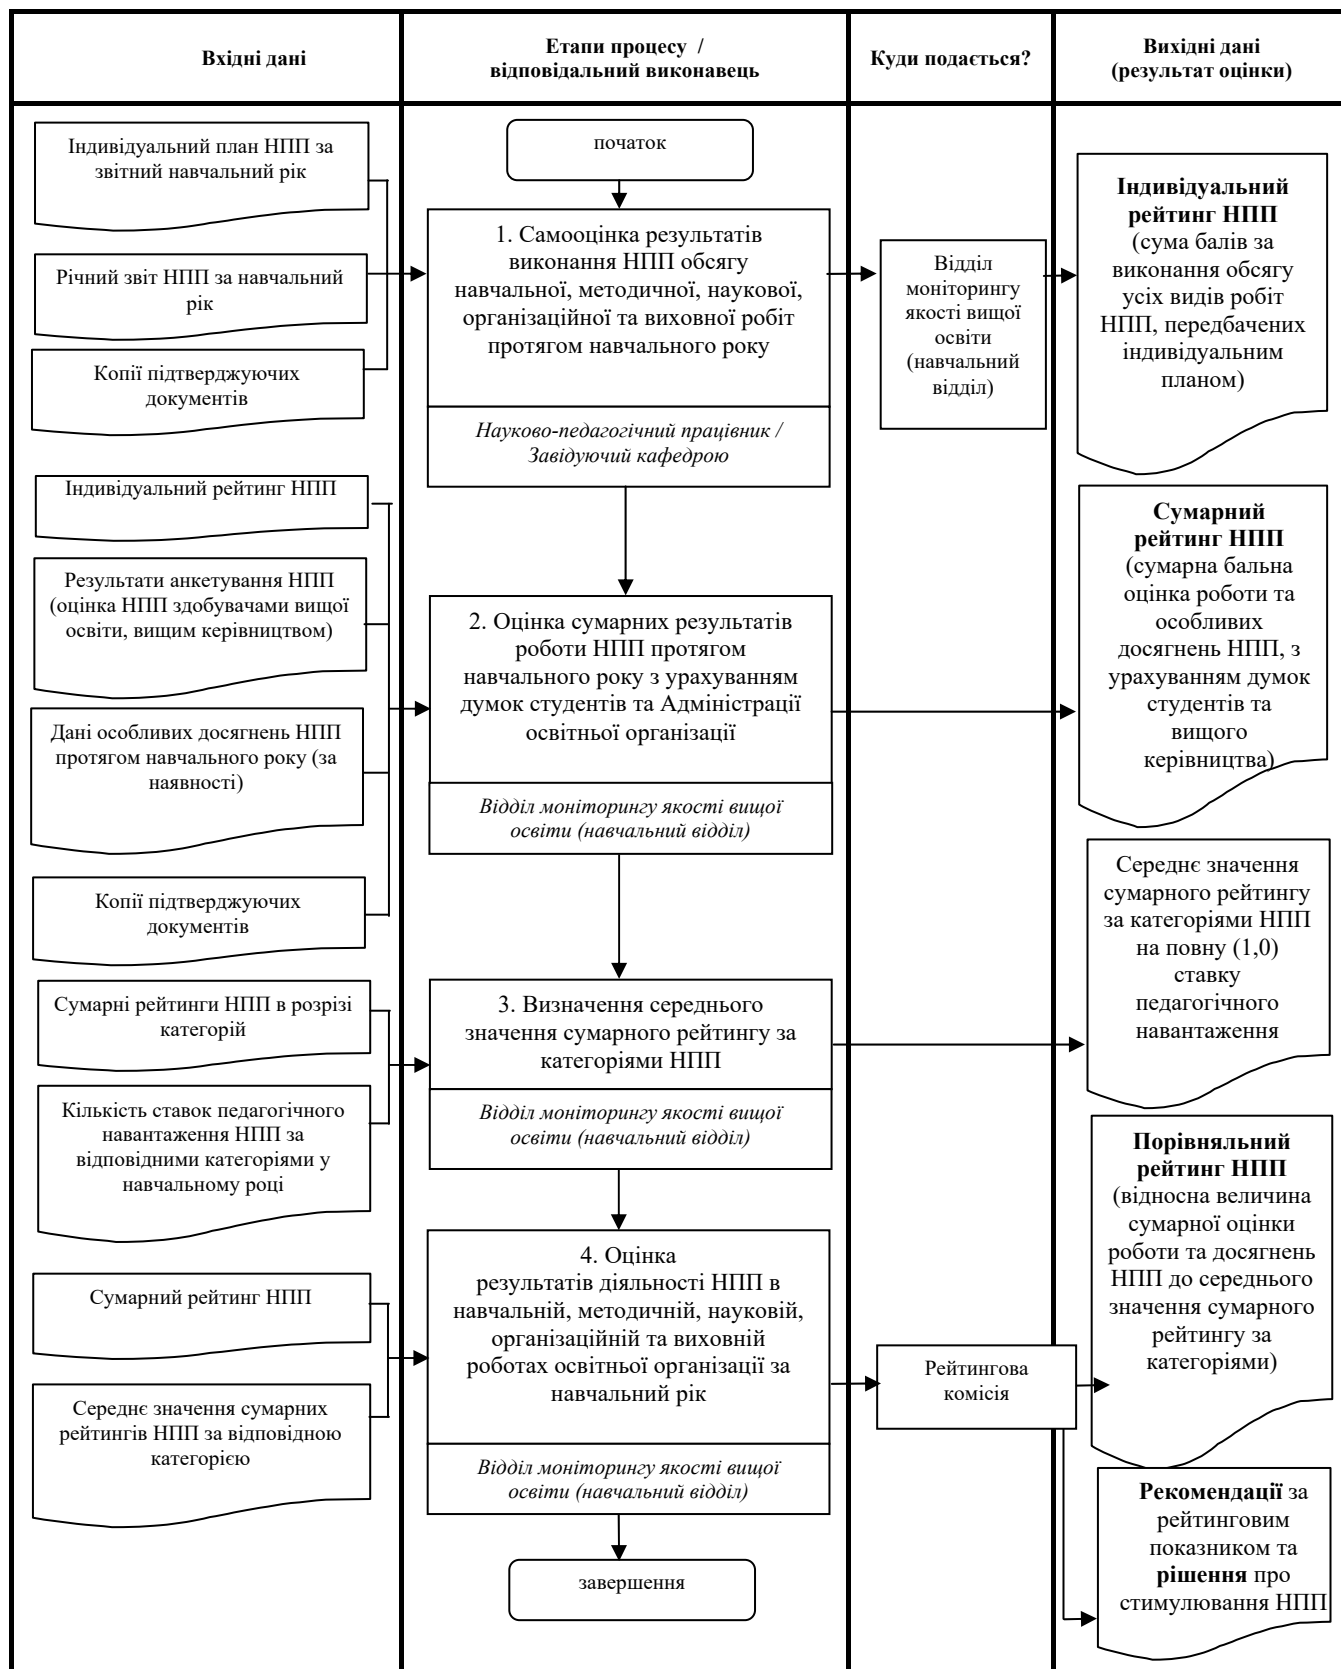 Вхідні дані
Етапи процесу /
відповідальний виконавець
Куди подається?
Вихідні дані
(результат оцінки)
Індивідуальний план НПП за
звітний навчальний рік
Річний звіт НПП за навчальний
рік
Копії підтверджуючих
документів
початок
1. Самооцінка результатів
виконання НПП обсягу
навчальної, методичної, наукової,
організаційної та виховної робіт
протягом навчального року
Науково-педагогічний працівник /
Завідуючий кафедрою
Відділ
моніторингу
якості вищої
освіти
(навчальний
відділ)
Індивідуальний
рейтинг НПП
(сума балів за
виконання обсягу
усіх видів робіт
НПП, передбачених
індивідуальним
планом)
Індивідуальний рейтинг НПП
Результати анкетування НПП
(оцінка НПП здобувачами вищої
освіти, вищим керівництвом)
Дані особливих досягнень НПП
протягом навчального року (за
наявності)
Копії підтверджуючих
документів
2. Оцінка сумарних результатів
роботи НПП протягом
навчального року з урахуванням
думок студентів та Адміністрації
освітньої організації
Відділ моніторингу якості вищої
освіти (навчальний відділ)
Сумарний
рейтинг НПП
(сумарна бальна
оцінка роботи та
особливих
досягнень НПП, з
урахуванням думок
студентів та
вищого
керівництва)
Сумарні рейтинги НПП в розрізі
категорій
Кількість ставок педагогічного
навантаження НПП за
відповідними категоріями у
навчальному році
3. Визначення середнього
значення сумарного рейтингу за
категоріями НПП
Відділ моніторингу якості вищої
освіти (навчальний відділ)
Середнє значення
сумарного рейтингу
за категоріями НПП
на повну (1,0)
ставку
педагогічного
навантаження
Сумарний рейтинг НПП
Середнє значення сумарних
рейтингів НПП за відповідною
категорією
4. Оцінка
результатів діяльності НПП в
навчальній, методичній, науковій,
організаційній та виховній
роботах освітньої організації за
навчальний рік
Відділ моніторингу якості вищої
освіти (навчальний відділ)
завершення
Рейтингова
комісія
Порівняльний
рейтинг НПП
(відносна величина
сумарної оцінки
роботи та досягнень
НПП до середнього
значення сумарного
рейтингу за
категоріями)
Рекомендації за
рейтинговим
показником та
рішення про
стимулювання НПП